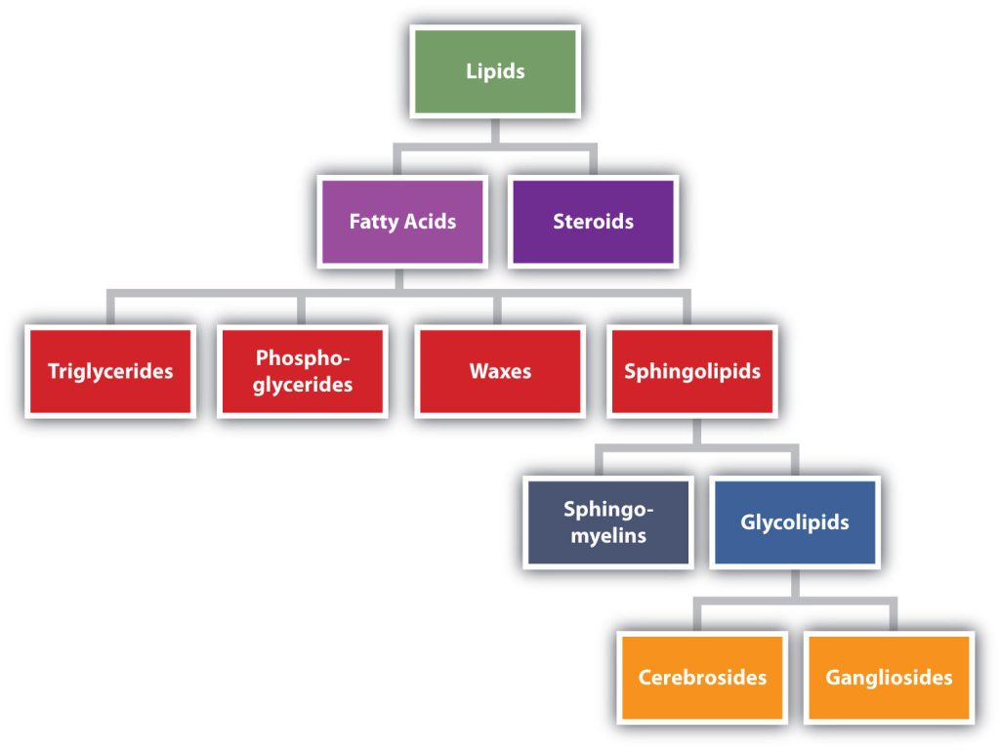 Lipids
Fatty Acids
Steroids
Triglycerides
Phospho-
glycerides
Waxes
Sphingolipids
Sphingo-
myelins
Glycolipids
Cerebrosides
Gangliosides